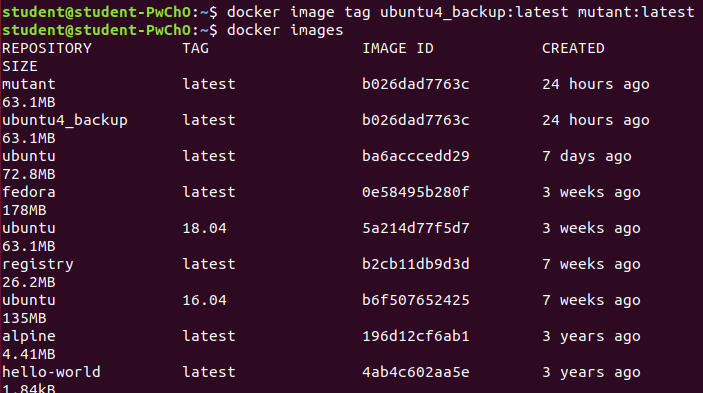 student@student-PwChO:~$ docker image tag ubuntu4_backup:latest mutant:latest
student@student-PwChO:~$ docker images
REPOSITORY TAG IMAGE ID CREATED
SIZE
mutant latest b026dad7763c 24 hours ago
63.1MB
ubuntu4_backup latest b026dad7763c 24 hours ago
63.1MB
ubuntu latest ba6acccedd29 7 days ago
72.8MB
fedora latest 0e58495b280f 3 weeks ago
178MB
ubuntu 18.04 5a214d77f5d7 3 weeks ago
63.1MB
registry latest b2cb11db9d3d 7 weeks ago
26.2MB
ubuntu 16.04 b6f507652425 7 weeks ago
135MB
alpine latest 196d12cf6ab1 3 years ago
4.41MB
hello-world latest 4ab4c602aa5e 3 years ago
1.84kB